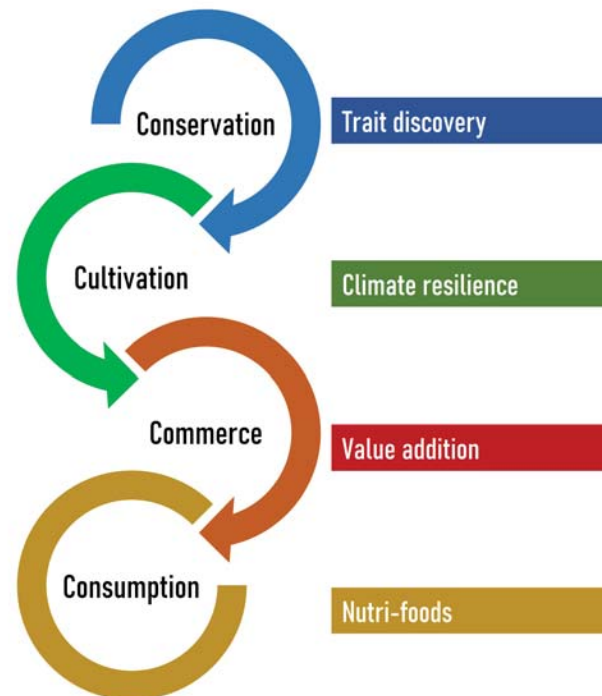 Conservation
Trait discovery
Cultivation
Climate resilience
Commerce
Value addition
Consumption
Nutri-foods